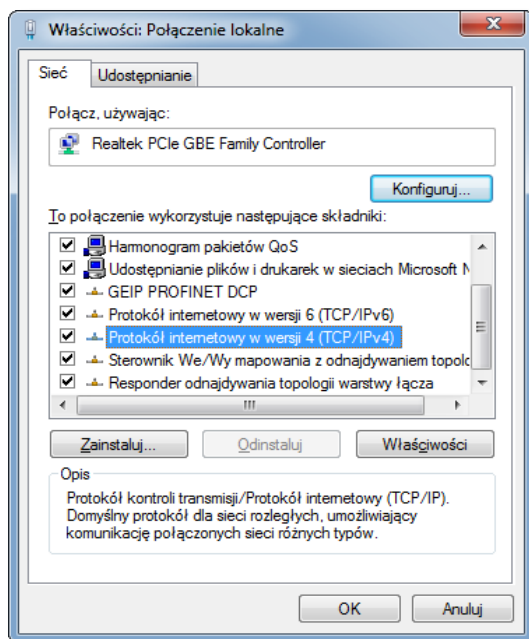 Właściwości: Połączenie lokalne
Sieć
Udostępnianie
Połącz, używając:
Realtek PCIe GBE Family Controller
Konfiguruj...
To połączenie wykorzystuje następujące składniki:
Harmonogram pakietów QoS
Udostępnianie plików i drukarek w sieciach Microsoft
GEIP PROFINET DCP
Protokół internetowy w wersji 6 (TCP/IPv6)
Protokół internetowy w wersji 4 (TCP/IPv4)
Sterownik We/Wy mapowania z odnajdywaniem
Responder odnajdywania topologii warstwy łącza
Zainstaluj...
Odinstaluj
Właściwości
Opis
Protokół kontroli transmisji/Protokół internetowy (TCP/IP).
Domyślny protokół dla sieci rozległych, umożliwiający
komunikację połączonych sieci różnych typów.
OK
Anuluj